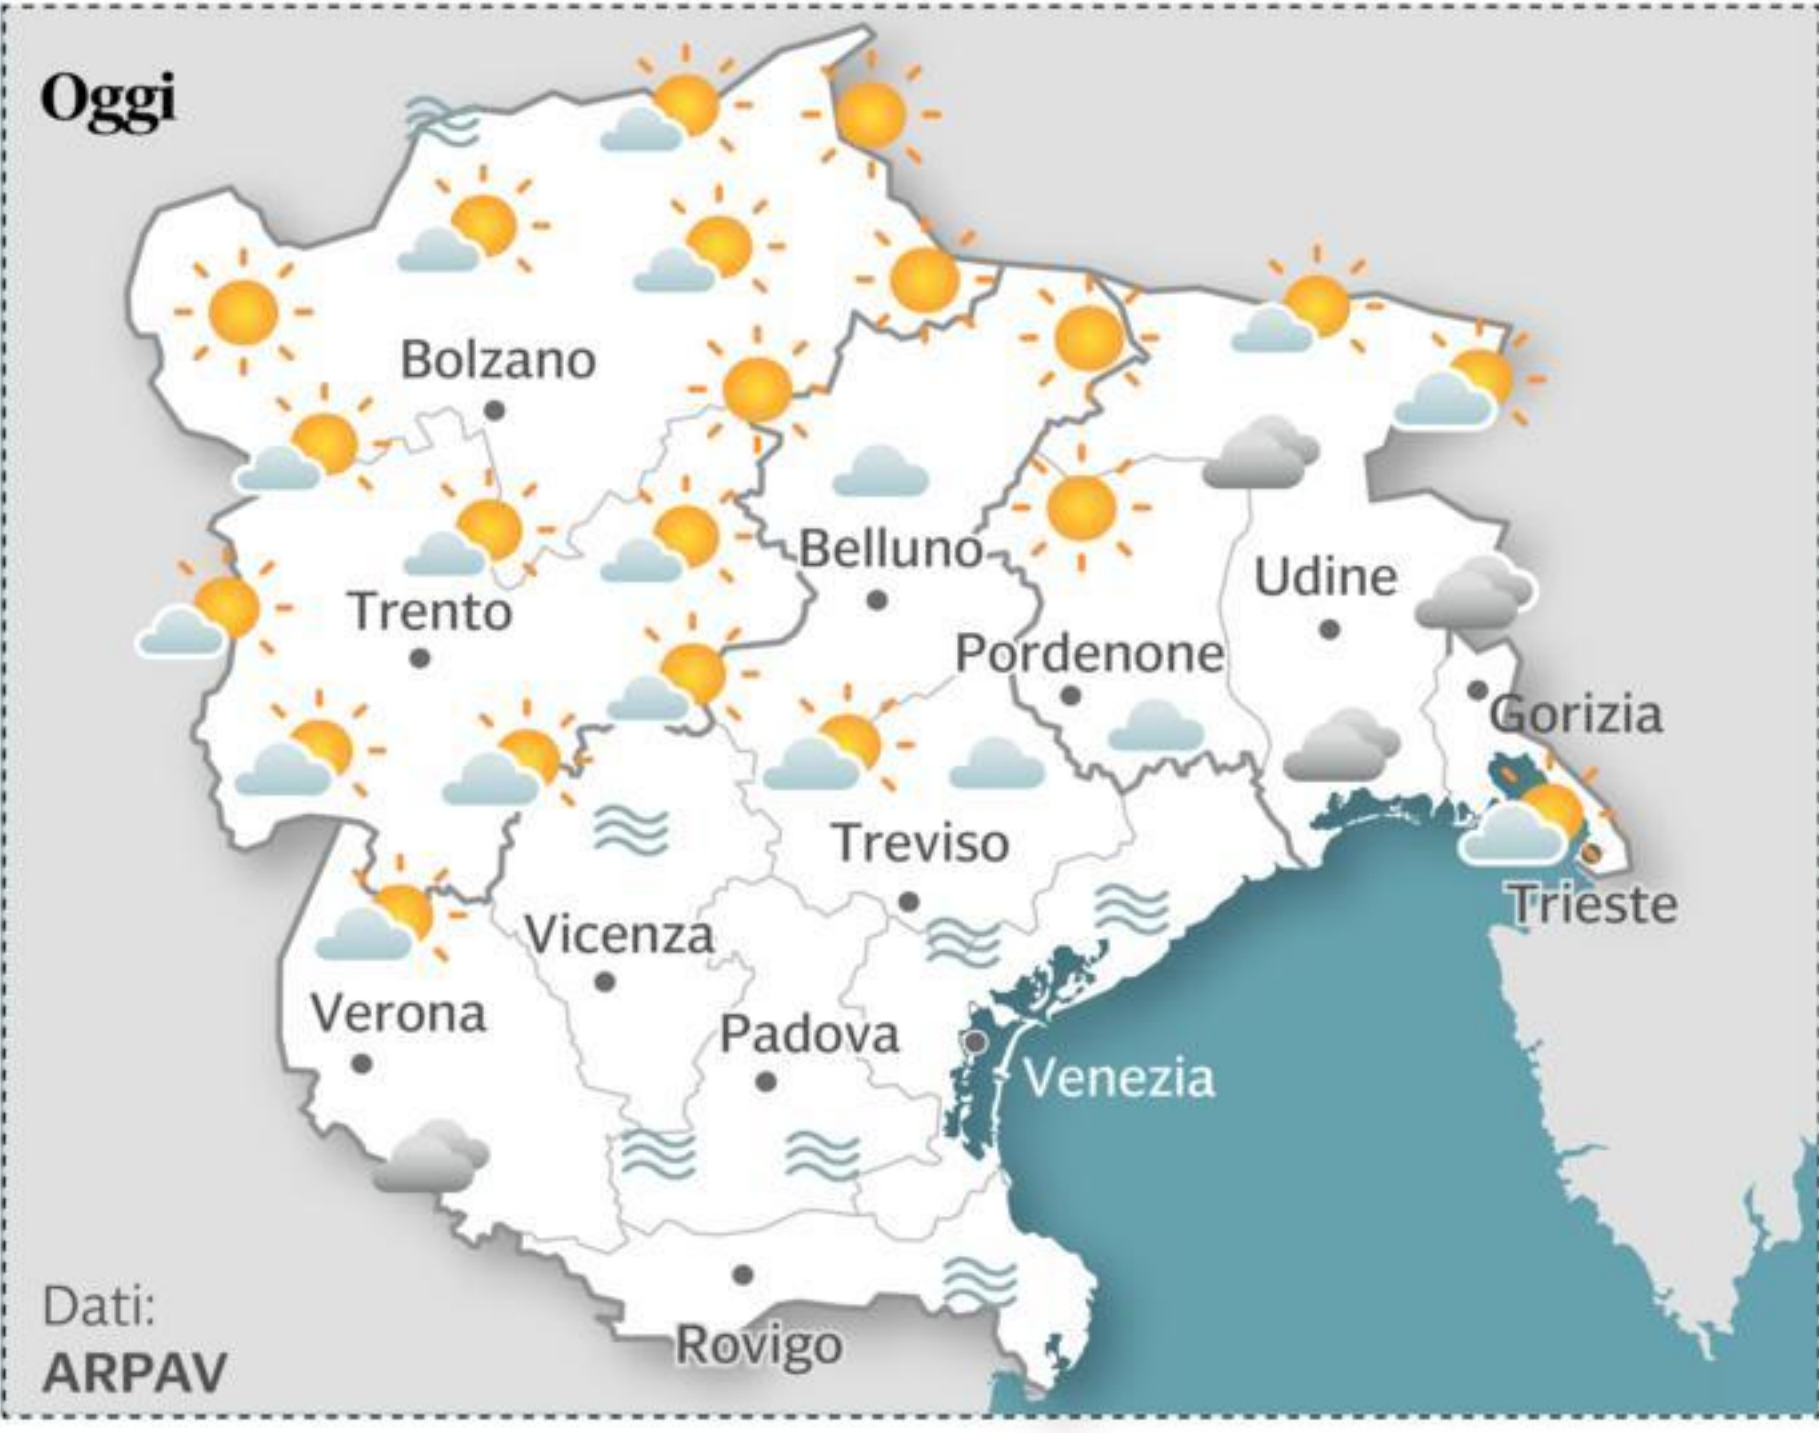 Oggi
Bolzano
Belluno
Udine
Trento
Pordenone
Gorizia
Treviso
Trieste
Vicenza
Verona
Padova
Venezia
Dati:
ARPAV
Rovigo